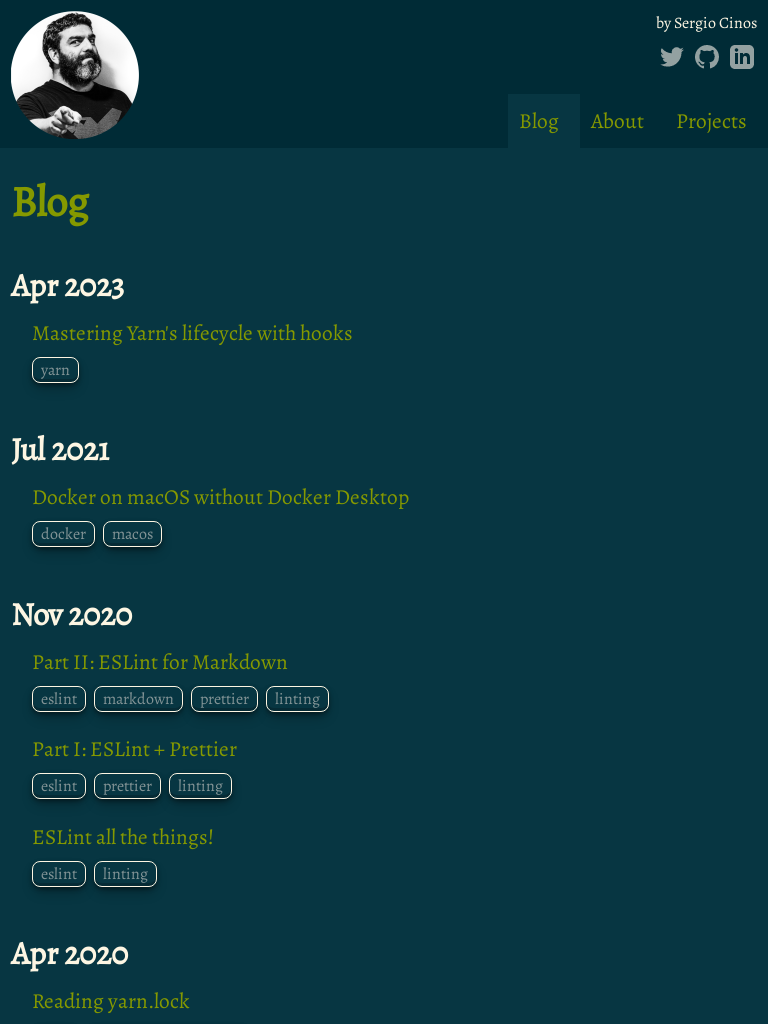 by Sergio Cinos
Blog About Projects
Blog
Apr 2023
Mastering Yarn's lifecycle with hooks
yarn
Jul 2021
Docker on macOS without Docker Desktop
docker macos
Nov 2020
Part II: ESLint for Markdown
eslint markdown prettier linting
Part I: ESLint + Prettier
eslint prettier linting
ESLint all the things!
eslint linting
Apr 2020
Reading yarn.lock